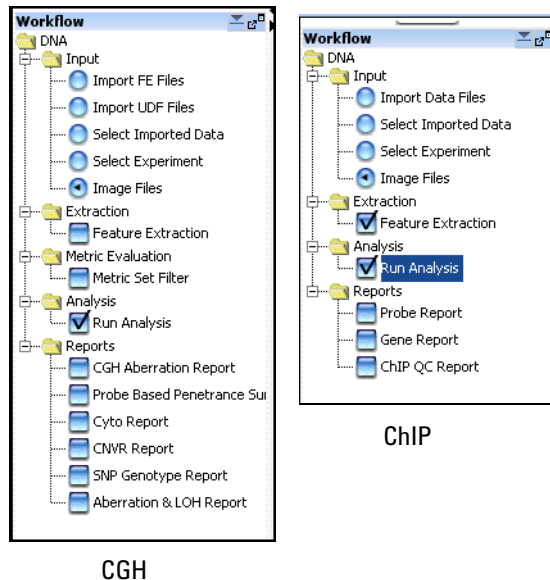 Workflow
DNA
Input
Import FE Files
Import UDF Files
Select Imported Data
Select Experiment
Image Files
Extraction
Feature Extraction
Metric Evaluation
Metric Set Filter
Analysis
Run Analysis
Reports
CGH Aberration Report
Probe Based Penetrance Su
Cyto Report
CNVR Report
SNP Genotype Report
Aberration & LOH Report
CGH
Workflow
DNA
Input
Import Data Files
Select Imported Data
Select Experiment
Image Files
Extraction
Feature Extraction
Analysis
Run Analysis
Reports
Probe Report
Gene Report
ChIP QC Report
ChIP